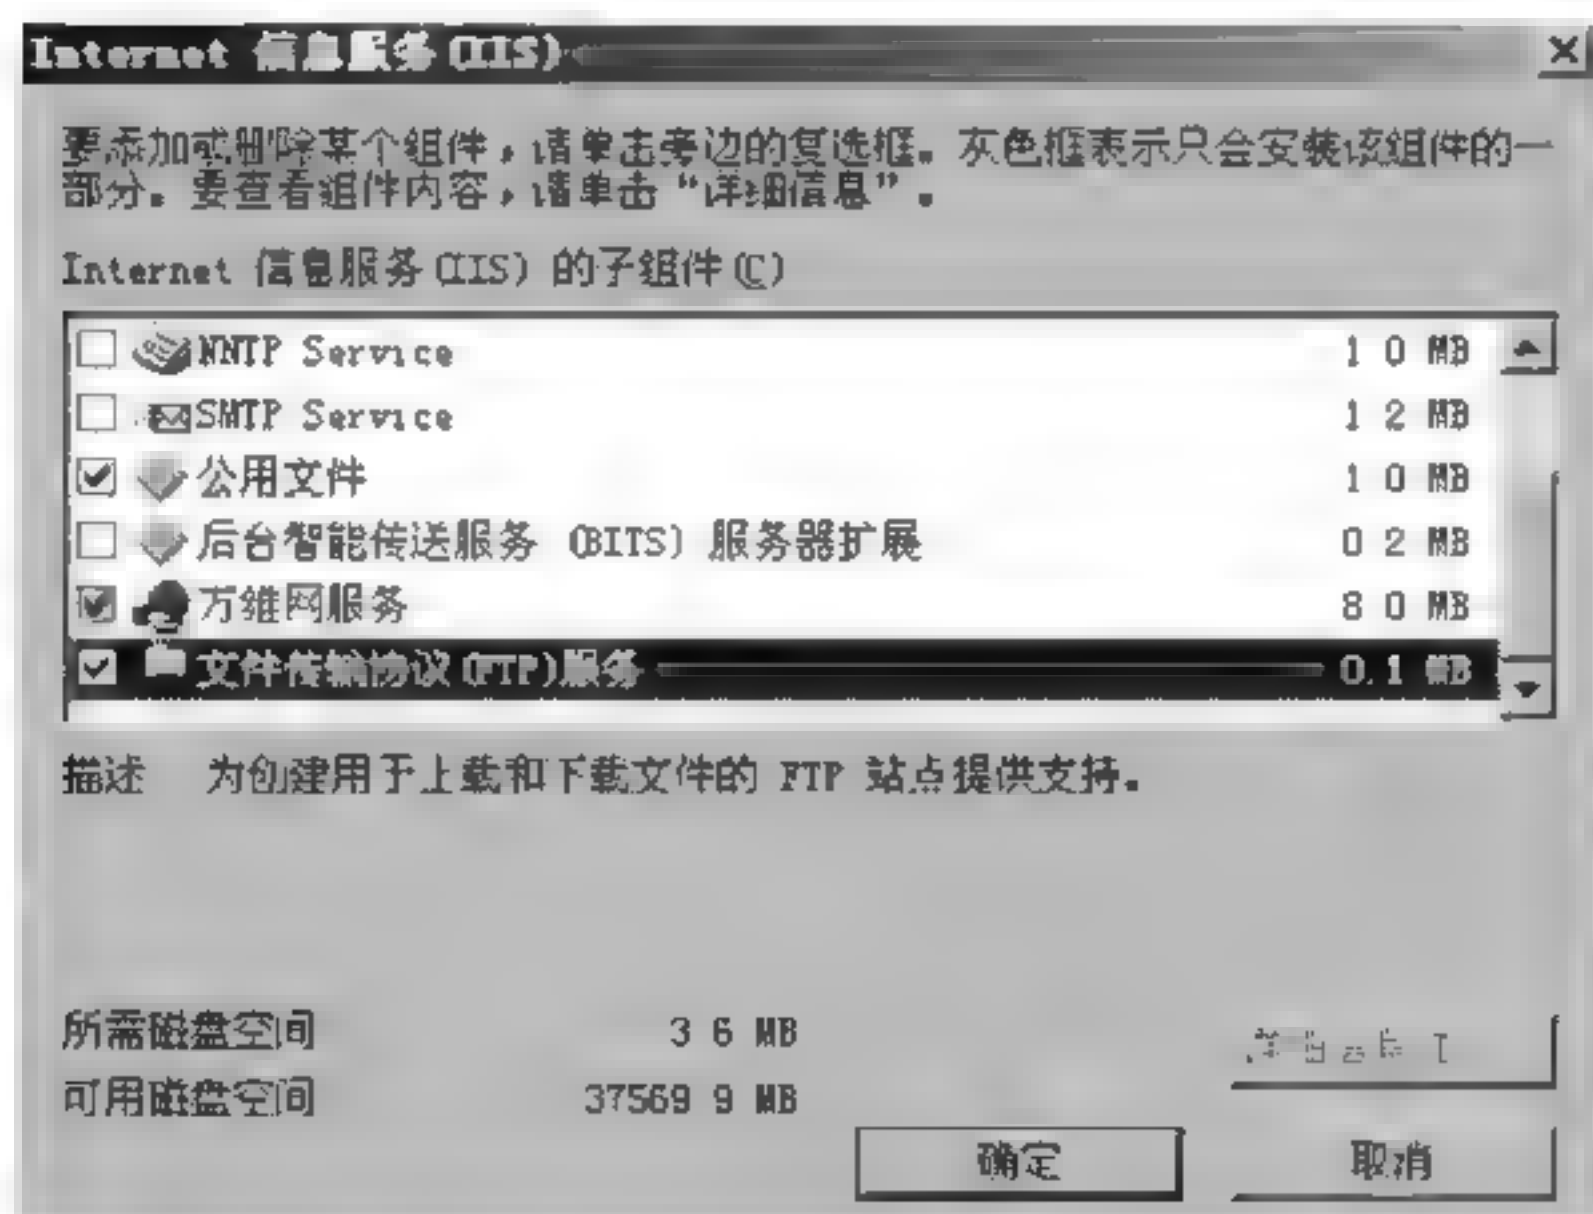 Internet 信息服务(IIS)
要添加或删除某个组件，请单击旁边的复选框。灰色框表示只会安装该组件的一
部分。要查看组件内容，请单击“详细信息”。
Internet 信息服务(IIS) 的子组件(C)
NNTP Service 1 0 MB
SMTP Service 1 2 MB
公用文件 1 0 MB
后台智能传送服务 (BITS) 服务器扩展 0 2 MB
万维网服务 8 0 MB
文件传输协议(FTP)服务 0.1 MB
描述 为创建用于上载和下载文件的 FTP 站点提供支持。
所需磁盘空间 3 6 MB
可用磁盘空间 37569 9 MB
确定 取消